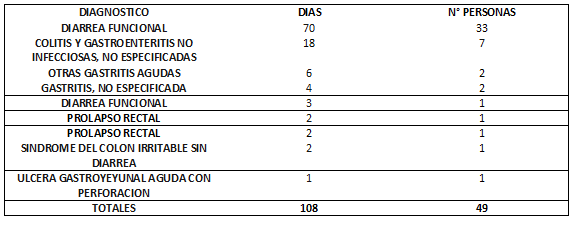 DIAGNOSTICO DIAS N° PERSONAS
DIARREA FUNCIONAL 70 33
COLITIS Y GASTROENTERITIS NO 18 7
INFECCIOSAS, NO ESPECIFICADAS
OTRAS GASTRITIS AGUDAS 6 2
GASTRITIS, NO ESPECIFICADA 4 2
DIARREA FUNCIONAL 3 1
PROLAPSO RECTAL 2 1
PROLAPSO RECTAL 2 1
SINDROME DEL COLON IRRITABLE SIN 2 1
DIARREA
ULCERA GASTROYEYUNAL AGUDA CON 1 1
PERFORACION
TOTALES 108 49